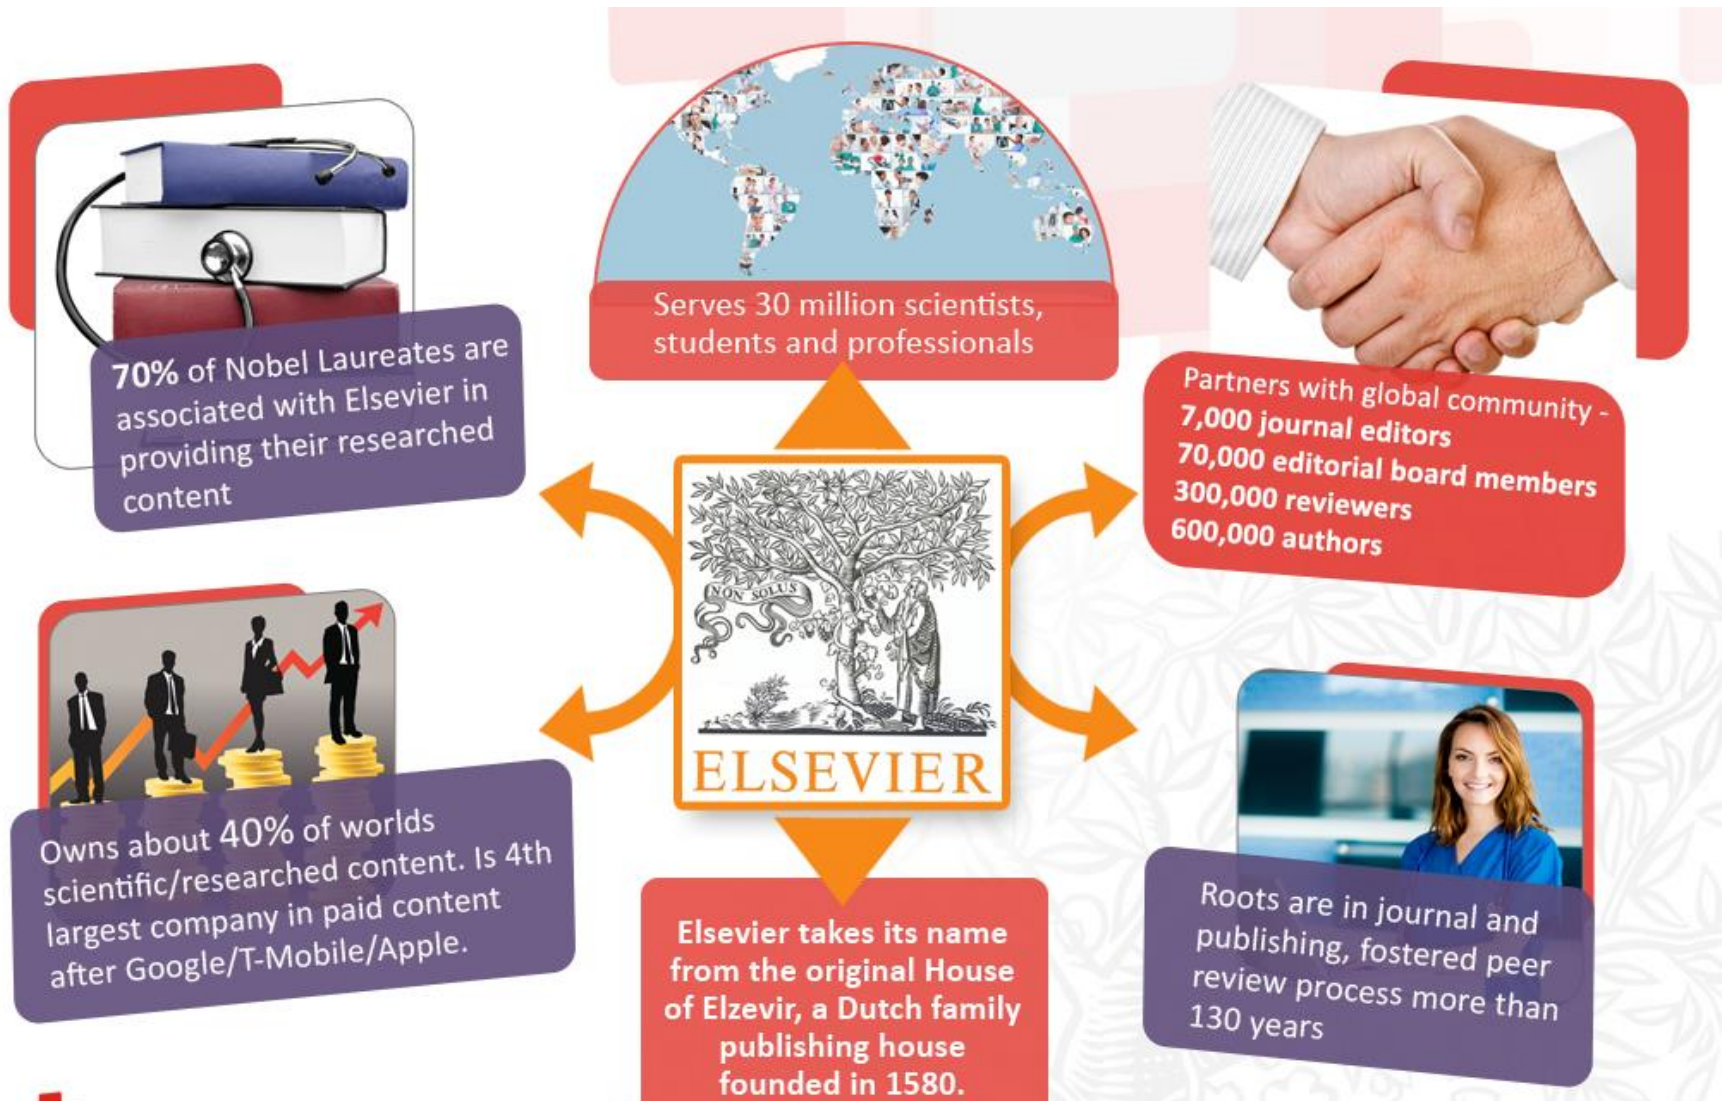 70% of Nobel Laureates are
associated with Elsevier in
providing their researched
content
Serves 30 million scientists,
students and professionals
Partners with global community -
7,000 journal editors
70,000 editorial board members
300,000 reviewers
600,000 authors
NON SOLUS
ELSEVIER
Owns about 40% of worlds
scientific/researched content. Is 4th
largest company in paid content
after Google/T-Mobile/Apple.
Elsevier takes its name
from the original House
of Elzevir, a Dutch family
publishing house
founded in 1580.
Roots are in journal and
publishing, fostered peer
review process more than
130 years